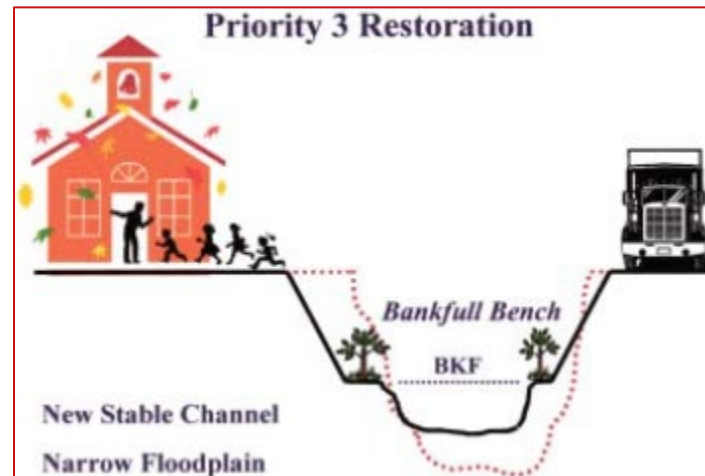 Priority 3 Restoration
Bankfull Bench
BKF
New Stable Channel
Narrow Floodplain